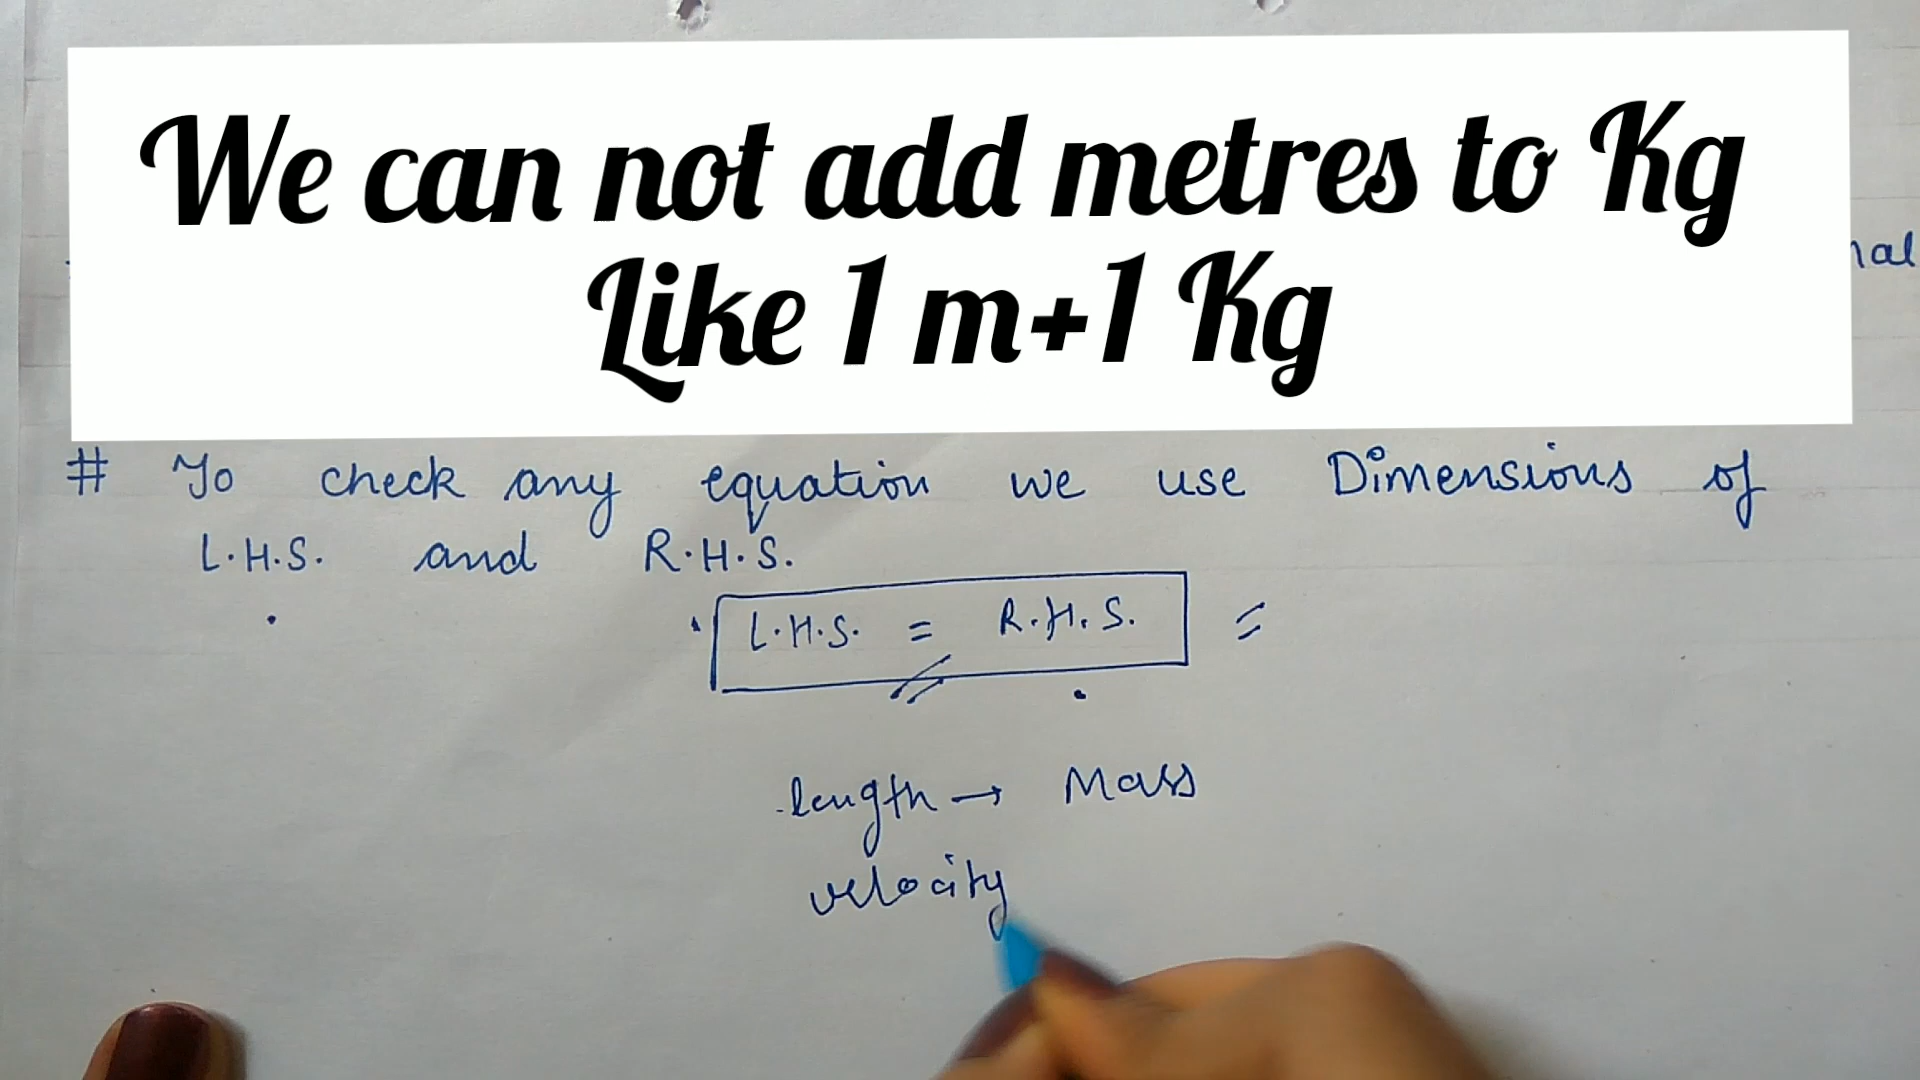 We can not add metres to Kg
Like 1 m+1 Kg
nal
# To check any equation we use Dimensions of
L.H.S. and R.H.S.
L.H.S. = R.H.S. =
length → Mass
velocity